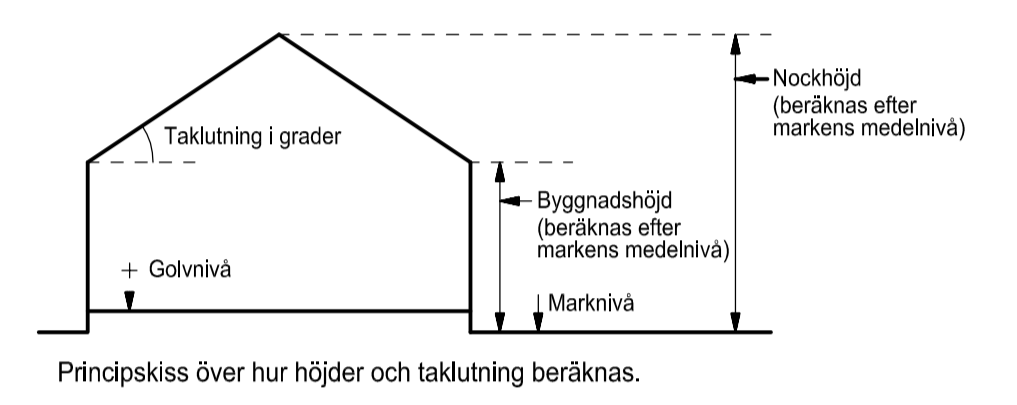 Nockhöjd
(beräknas efter
markens medelnivå)
Taklutning i grader
Byggnadshöjd
(beräknas efter
markens medelnivå)
+ Golvnivå
Marknivå
Principskiss över hur höjder och taklutning beräknas.